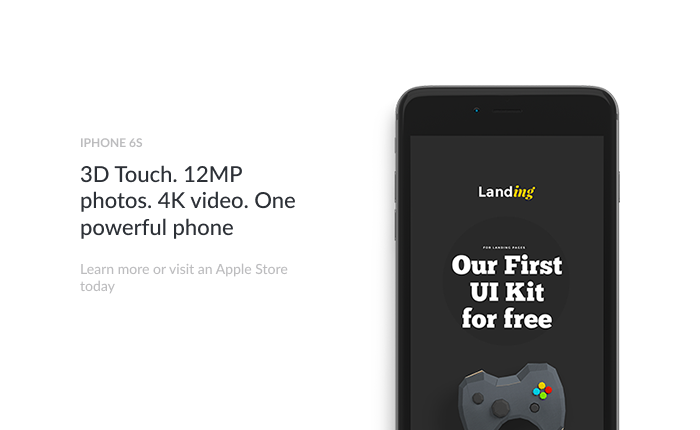 IPHONE 6S
3D Touch. 12MP
photos. 4K video. One
powerful phone
Learn more or visit an Apple Store
today
Landing
FOR LANDING PAGES
Our First
UI Kit
for free